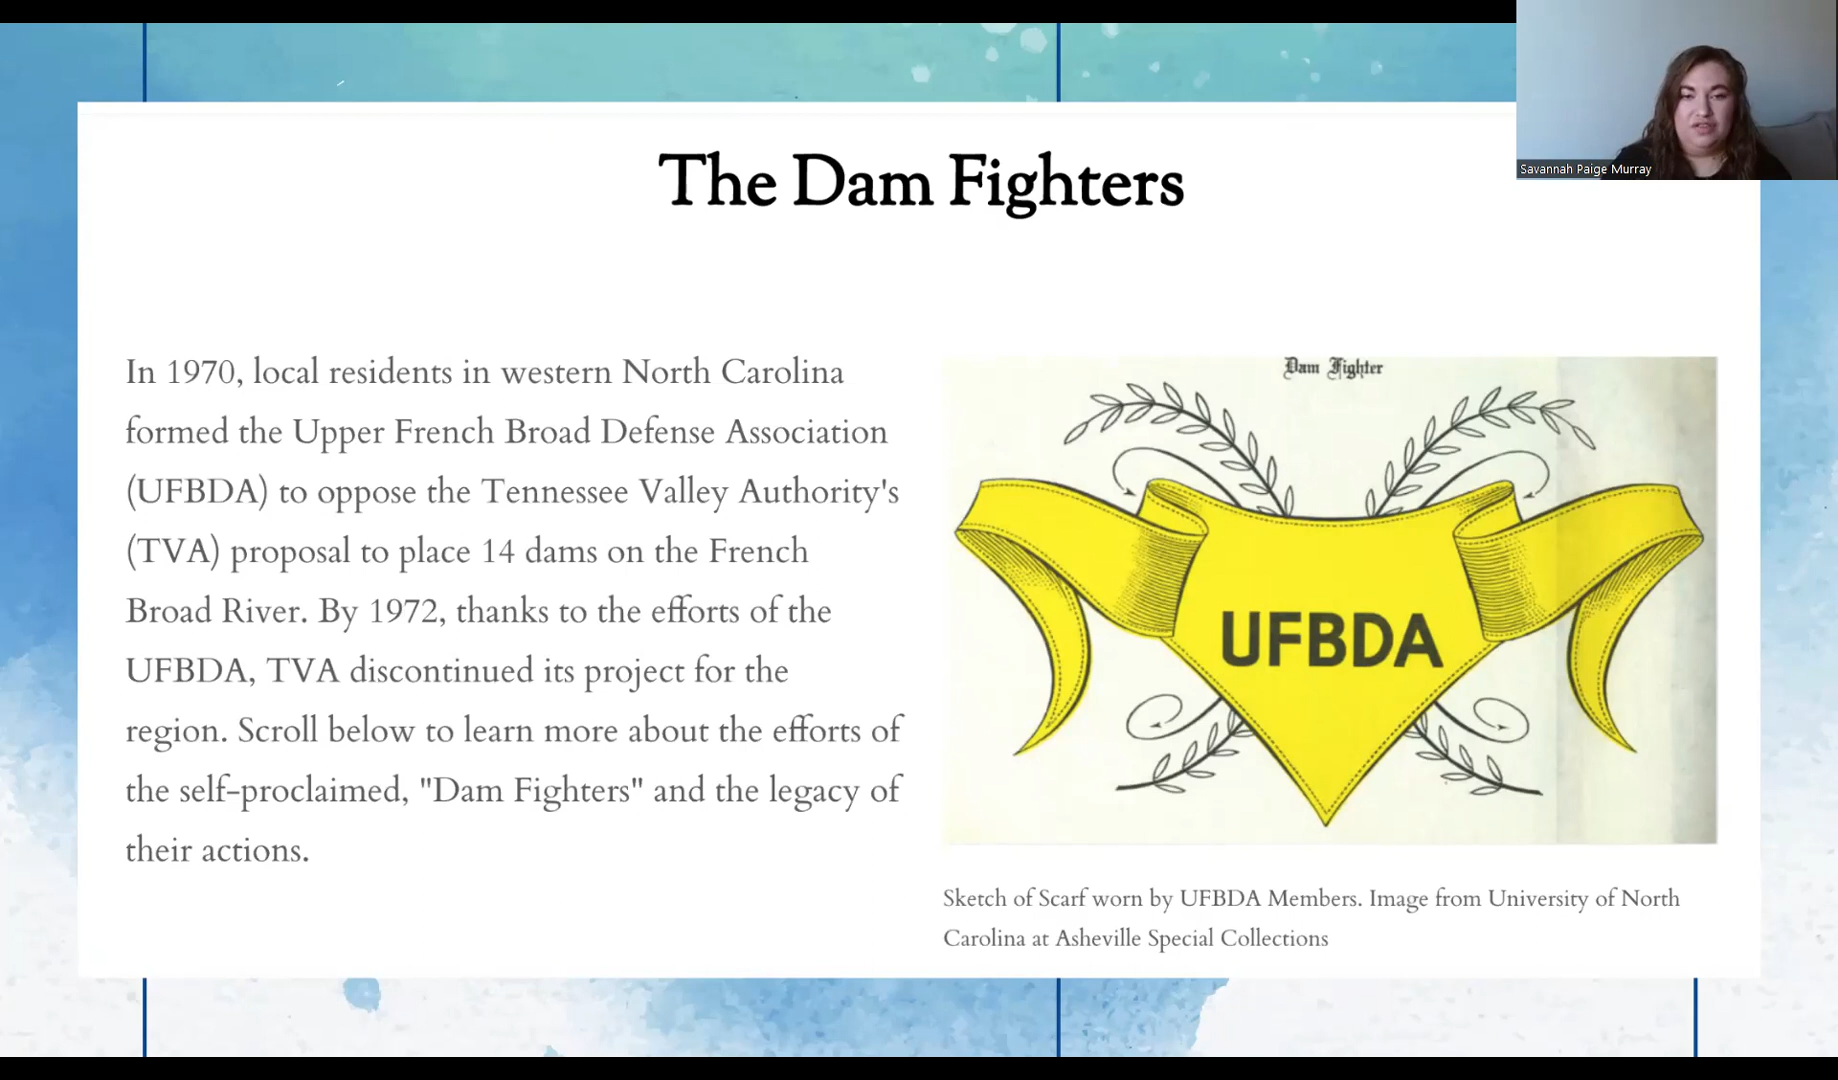 The Dam Fighters
Savannah Paige Murray
In 1970, local residents in western North Carolina
formed the Upper French Broad Defense Association
(UFBDA) to oppose the Tennessee Valley Authority's
(TVA) proposal to place 14 dams on the French
Broad River. By 1972, thanks to the efforts of the
UFBDA, TVA discontinued its project for the
region. Scroll below to learn more about the efforts of
the self-proclaimed, "Dam Fighters" and the legacy of
their actions.
Dam Fighter
UFBDA
Sketch of Scarf worn by UFBDA Members. Image from University of North
Carolina at Asheville Special Collections